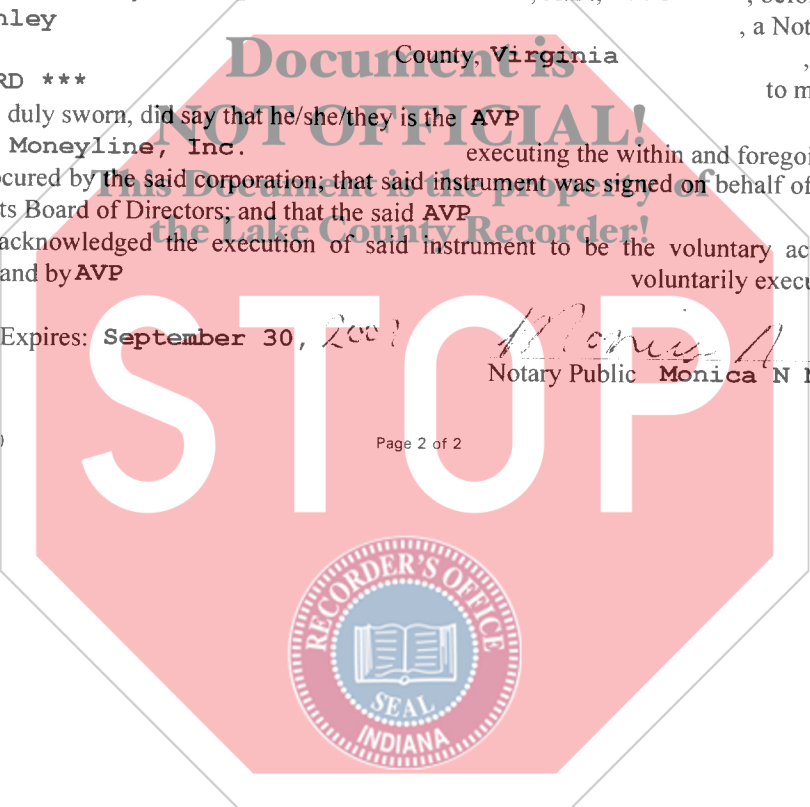 nley
, a Not
County, Virginia
RD ***
to m
duly sworn, did say that he/she/they is the AVP
Moneyline, Inc.
executing the within and foregoi
ocured by the said corporation; that said instrument was signed on behalf of
ts Board of Directors; and that the said AVP
acknowledged the execution of said instrument to be the voluntary ac
and by AVP
voluntarily execu
Expires: September 30,
Notary Public Monica N
Page 2 of 2
Document is
NOT OFFICIAL!
This Document is the property of
the Lake County Recorder!
STOP
RECORDER'S OFFICE
SEAL
INDIANA